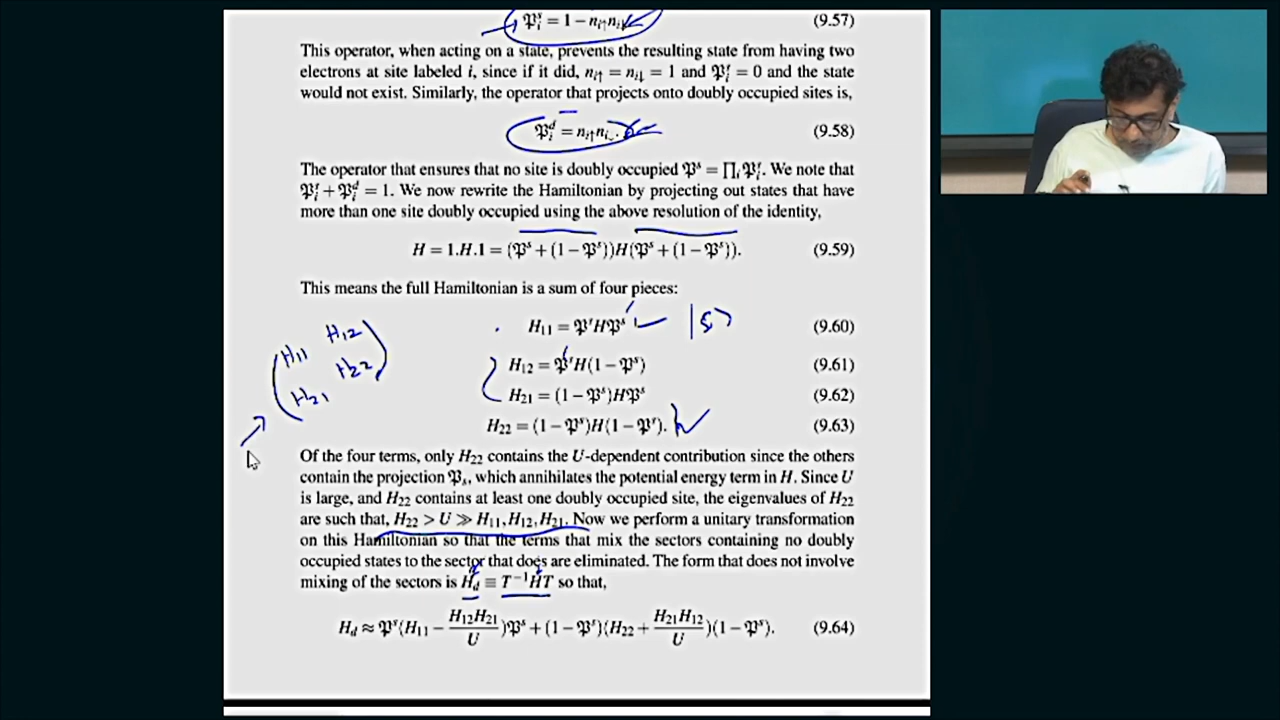 𝔓ᵢˢ = 1 − nᵢ↑nᵢ↓ (9.57)
This operator, when acting on a state, prevents the resulting state from having two
electrons at site labeled i, since if it did, nᵢ↑ = nᵢ↓ = 1 and 𝔓ᵢˢ = 0 and the state
would not exist. Similarly, the operator that projects onto doubly occupied sites is,
𝔓ᵢᵈ = nᵢ↑nᵢ↓. (9.58)
The operator that ensures that no site is doubly occupied 𝔓ˢ = ∏ᵢ 𝔓ᵢˢ. We note that
𝔓ᵢˢ + 𝔓ᵢᵈ = 1. We now rewrite the Hamiltonian by projecting out states that have
more than one site doubly occupied using the above resolution of the identity,
H = 1.H.1 = (𝔓ˢ + (1 − 𝔓ˢ))H(𝔓ˢ + (1 − 𝔓ˢ)). (9.59)
This means the full Hamiltonian is a sum of four pieces:
H₁₁ = 𝔓ˢH𝔓ˢ |s⟩ (9.60)
H₁₂ = 𝔓ˢH(1 − 𝔓ˢ) (9.61)
H₂₁ = (1 − 𝔓ˢ)H𝔓ˢ (9.62)
H₂₂ = (1 − 𝔓ˢ)H(1 − 𝔓ˢ). (9.63)
H₁₁ H₁₂
H₂₁ H₂₂
Of the four terms, only H₂₂ contains the U-dependent contribution since the others
contain the projection 𝔓ₛ, which annihilates the potential energy term in H. Since U
is large, and H₂₂ contains at least one doubly occupied site, the eigenvalues of H₂₂
are such that, H₂₂ > U ≫ H₁₁, H₁₂, H₂₁. Now we perform a unitary transformation
on this Hamiltonian so that the terms that mix the sectors containing no doubly
occupied states to the sector that does are eliminated. The form that does not involve
mixing of the sectors is H_d ≡ T⁻¹HT so that,
H_d ≈ 𝔓ˢ(H₁₁ − H₁₂H₂₁/U)𝔓ˢ + (1 − 𝔓ˢ)(H₂₂ + H₂₁H₁₂/U)(1 − 𝔓ˢ). (9.64)